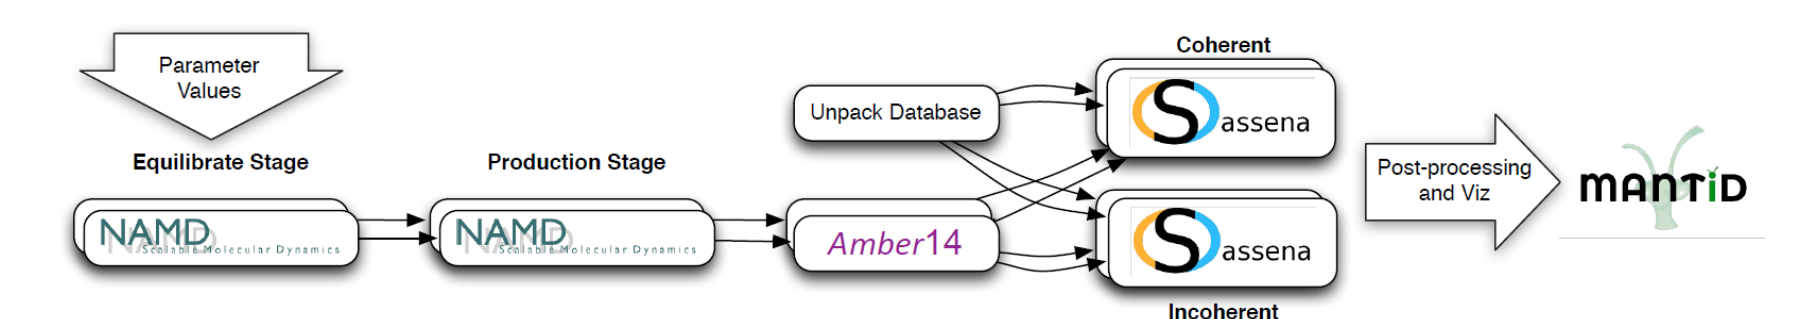 Parameter
Values
Equilibrate Stage
NAMD
Scalable Molecular Dynamics
Production Stage
NAMD
Scalable Molecular Dynamics
Unpack Database
Amber14
Coherent
Sassena
Sassena
Incoherent
Post-processing
and Viz
MANTiD